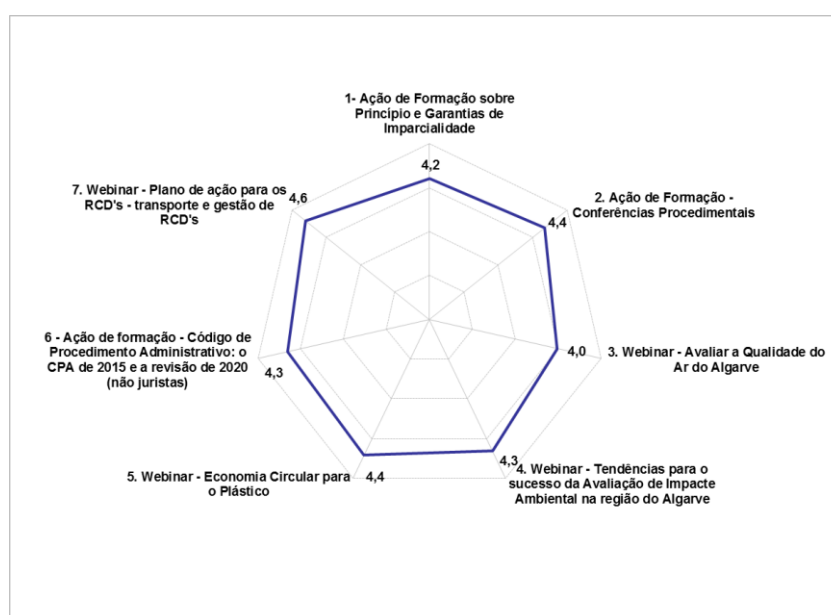 1- Ação de Formação sobre
Princípio e Garantias de
Imparcialidade
4,2
2. Ação de Formação -
Conferências Procedimentais
4,4
3. Webinar - Avaliar a Qualidade do
Ar do Algarve
4,0
4. Webinar - Tendências para o
sucesso da Avaliação de Impacte
Ambiental na região do Algarve
4,3
5. Webinar - Economia Circular para
o Plástico
4,4
6 - Ação de formação - Código de
Procedimento Administrativo: o
CPA de 2015 e a revisão de 2020
(não juristas)
4,3
7. Webinar - Plano de ação para os
RCD's - transporte e gestão de
RCD's
4,6